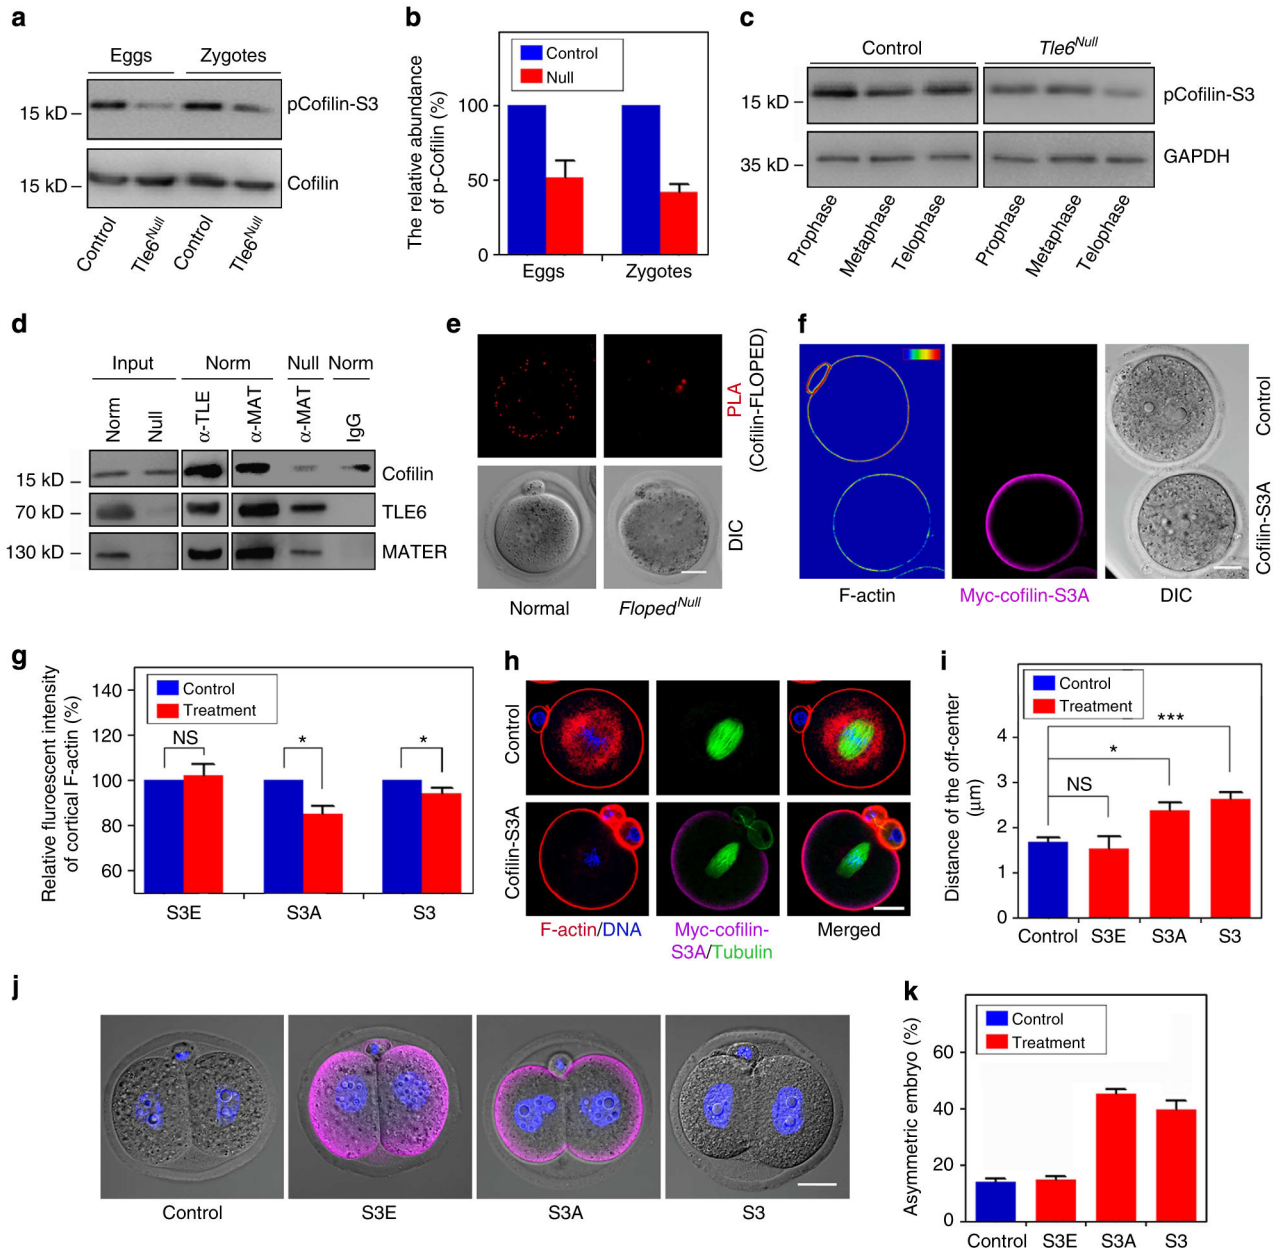 a
Eggs
Zygotes
15 kD
pCofilin-S3
15 kD
Cofilin
Control
Tle6Null
Control
Tle6Null
b
Control
Null
The relative abundance
of p-Cofilin (%)
100
50
0
Eggs
Zygotes
c
Control
Tle6Null
15 kD
pCofilin-S3
35 kD
GAPDH
Prophase
Metaphase
Telophase
Prophase
Metaphase
Telophase
d
Input
Norm
Null
Norm
Norm
Null
α-TLE
α-MAT
α-MAT
IgG
15 kD
Cofilin
70 kD
TLE6
130 kD
MATER
e
PLA
(Cofilin-FLOPED)
DIC
Normal
FlopedNull
f
Control
Cofilin-S3A
F-actin
Myc-cofilin-S3A
DIC
g
Relative fluroescent intensity
of cortical F-actin (%)
140
120
100
80
60
Control
Treatment
NS
*
*
S3E
S3A
S3
h
Control
Cofilin-S3A
F-actin/DNA
Myc-cofilin-
S3A/Tubulin
Merged
i
Control
Treatment
Distance of the off-center
(μm)
4
3
2
1
0
NS
*
***
Control
S3E
S3A
S3
j
Control
S3E
S3A
S3
k
Control
Treatment
Asymmetric embryo (%)
60
40
20
0
Control
S3E
S3A
S3